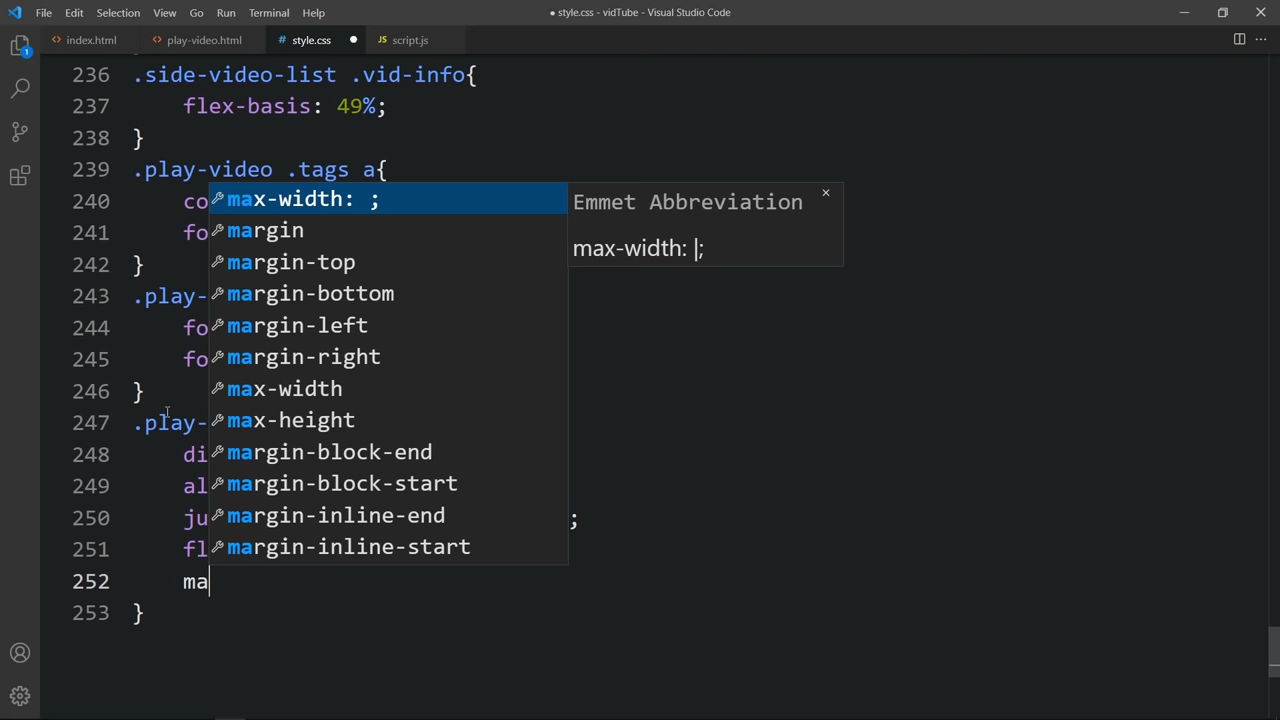 File Edit Selection View Go Run Terminal Help ● style.css - vidTube - Visual Studio Code
<> index.html <> play-video.html # style.css ● JS script.js ···
1
236 .side-video-list .vid-info{
237 flex-basis: 49%;
238 }
239 .play-video .tags a{
240 co max-width: ; Emmet Abbreviation ×
241 fo margin max-width: |;
242 } margin-top
243 .play- margin-bottom
244 fo margin-left
245 fo margin-right
246 } max-width
247 .play- max-height
248 di margin-block-end
249 al margin-block-start
250 ju margin-inline-end ;
251 fl margin-inline-start
252 ma
253 }